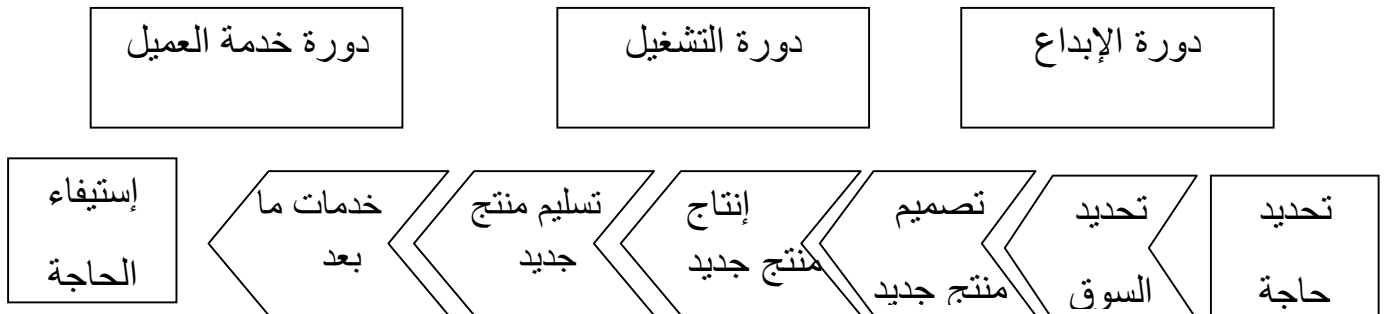 دورة الإبداع
دورة التشغيل
دورة خدمة العميل
تحديد
حاجة
تحديد
السوق
تصميم
منتج جديد
إنتاج
منتج جديد
تسليم منتج
جديد
خدمات ما
بعد
إستيفاء
الحاجة